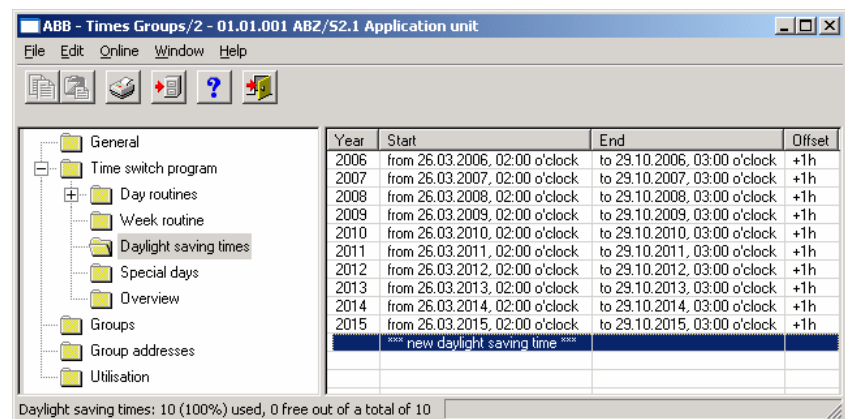 ABB - Times Groups/2 - 01.01.001 ABZ/S2.1 Application unit
File Edit Online Window Help
General
Time switch program
Day routines
Week routine
Daylight saving times
Special days
Overview
Groups
Group addresses
Utilisation
Year Start End Offset
2006 from 26.03.2006, 02:00 o'clock to 29.10.2006, 03:00 o'clock +1h
2007 from 26.03.2007, 02:00 o'clock to 29.10.2007, 03:00 o'clock +1h
2008 from 26.03.2008, 02:00 o'clock to 29.10.2008, 03:00 o'clock +1h
2009 from 26.03.2009, 02:00 o'clock to 29.10.2009, 03:00 o'clock +1h
2010 from 26.03.2010, 02:00 o'clock to 29.10.2010, 03:00 o'clock +1h
2011 from 26.03.2011, 02:00 o'clock to 29.10.2011, 03:00 o'clock +1h
2012 from 26.03.2012, 02:00 o'clock to 29.10.2012, 03:00 o'clock +1h
2013 from 26.03.2013, 02:00 o'clock to 29.10.2013, 03:00 o'clock +1h
2014 from 26.03.2014, 02:00 o'clock to 29.10.2014, 03:00 o'clock +1h
2015 from 26.03.2015, 02:00 o'clock to 29.10.2015, 03:00 o'clock +1h
*** new daylight saving time ***
Daylight saving times: 10 (100%) used, 0 free out of a total of 10